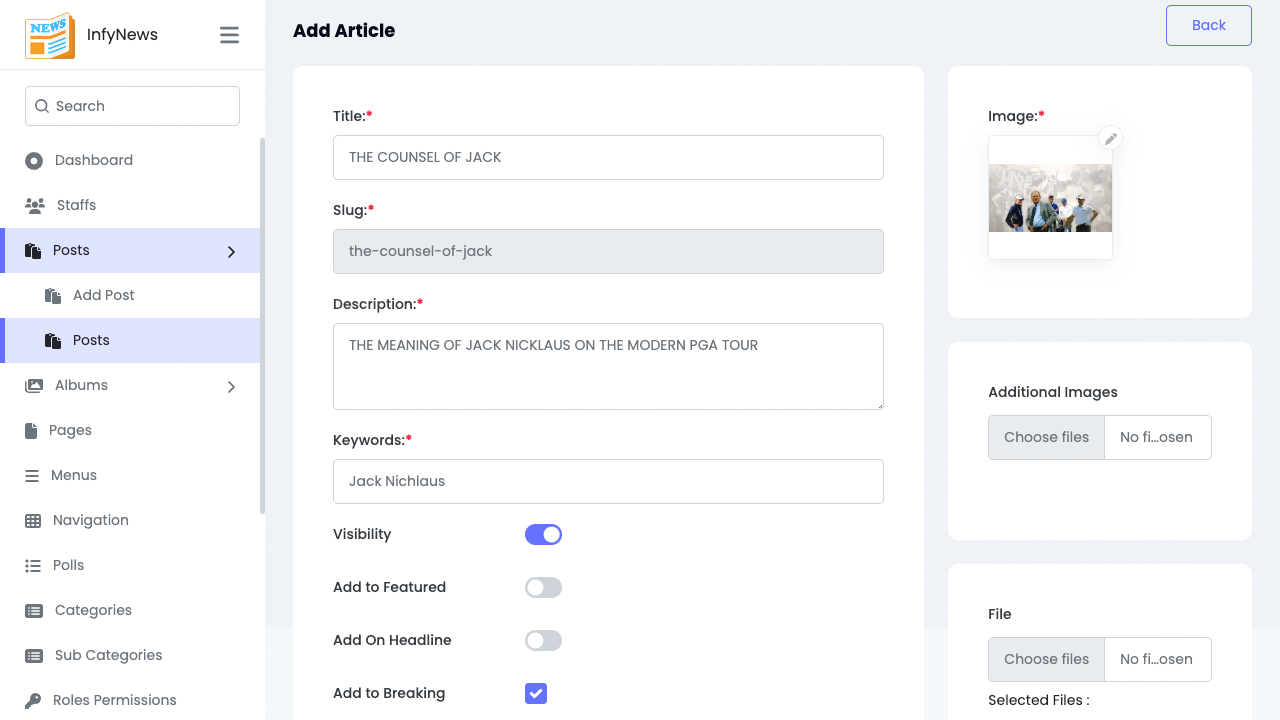 NEWS
InfyNews
Search
Dashboard
Staffs
Posts
Add Post
Posts
Albums
Pages
Menus
Navigation
Polls
Categories
Sub Categories
Roles Permissions
Add Article
Back
Title:*
THE COUNSEL OF JACK
Slug:*
the-counsel-of-jack
Description:*
THE MEANING OF JACK NICKLAUS ON THE MODERN PGA TOUR
Keywords:*
Jack Nichlaus
Visibility
Add to Featured
Add On Headline
Add to Breaking
Image:*
Additional Images
Choose files No fi...osen
File
Choose files No fi...osen
Selected Files :